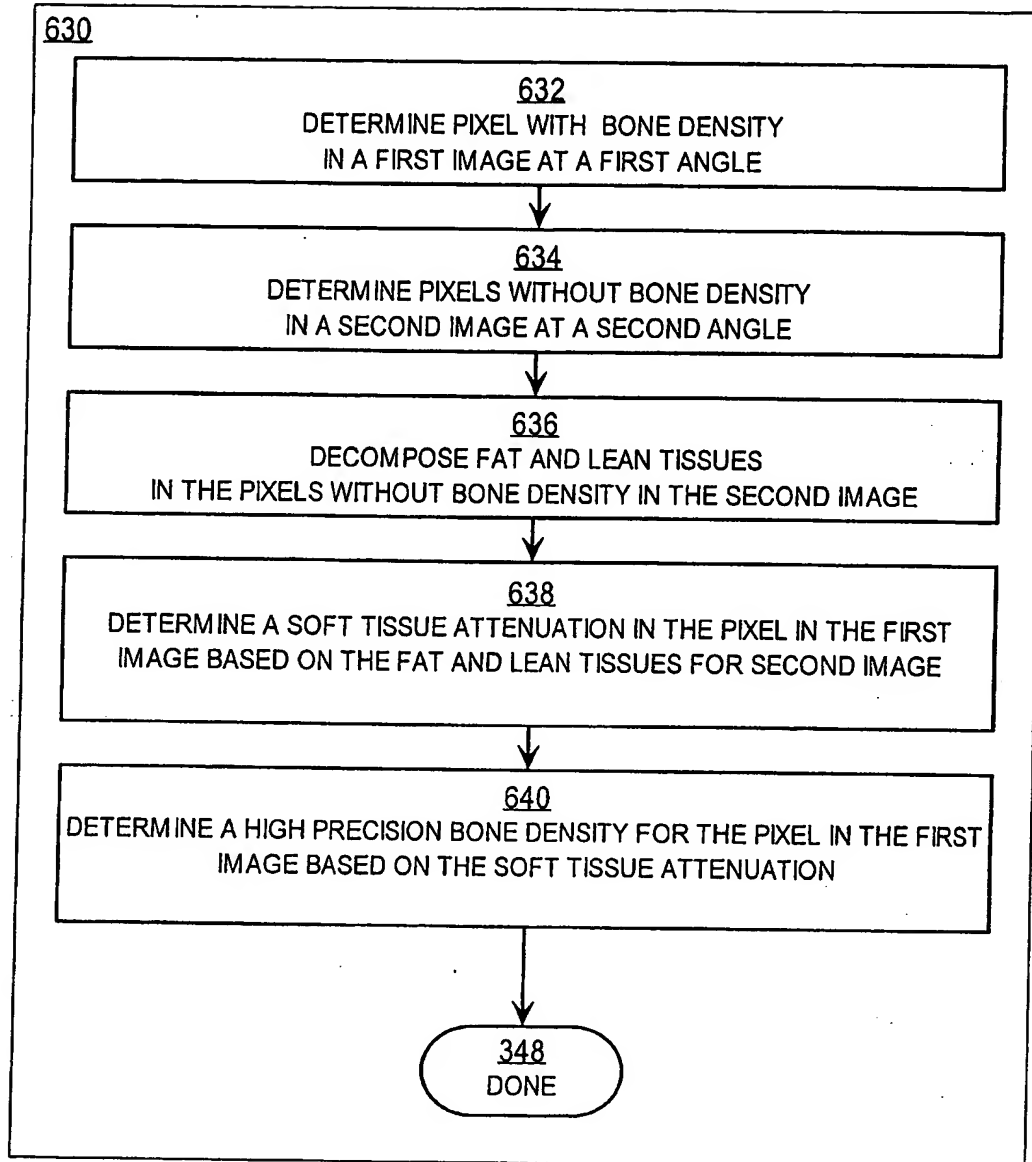 630
632
DETERMINE PIXEL WITH BONE DENSITY
IN A FIRST IMAGE AT A FIRST ANGLE
634
DETERMINE PIXELS WITHOUT BONE DENSITY
IN A SECOND IMAGE AT A SECOND ANGLE
636
DECOMPOSE FAT AND LEAN TISSUES
IN THE PIXELS WITHOUT BONE DENSITY IN THE SECOND IMAGE
638
DETERMINE A SOFT TISSUE ATTENUATION IN THE PIXEL IN THE FIRST
IMAGE BASED ON THE FAT AND LEAN TISSUES FOR SECOND IMAGE
640
DETERMINE A HIGH PRECISION BONE DENSITY FOR THE PIXEL IN THE FIRST
IMAGE BASED ON THE SOFT TISSUE ATTENUATION
348
DONE